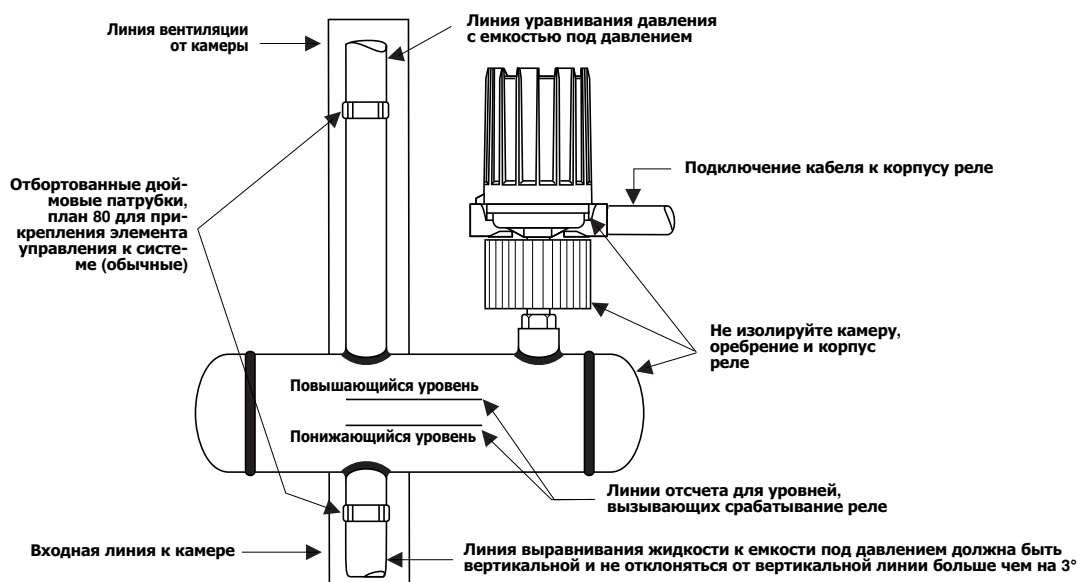 Линия вентиляции
от камеры
Линия уравнивания давления
с емкостью под давлением
Подключение кабеля к корпусу реле
Отбортованные дюй-
мовые патрубки,
план 80 для при-
крепления элемента
управления к систе-
ме (обычные)
Не изолируйте камеру,
оребрение и корпус
реле
Повышающийся уровень
Понижающийся уровень
Линии отсчета для уровней,
вызывающих срабатывание реле
Входная линия к камере
Линия выравнивания жидкости к емкости под давлением должна быть
вертикальной и не отклоняться от вертикальной линии больше чем на 3°